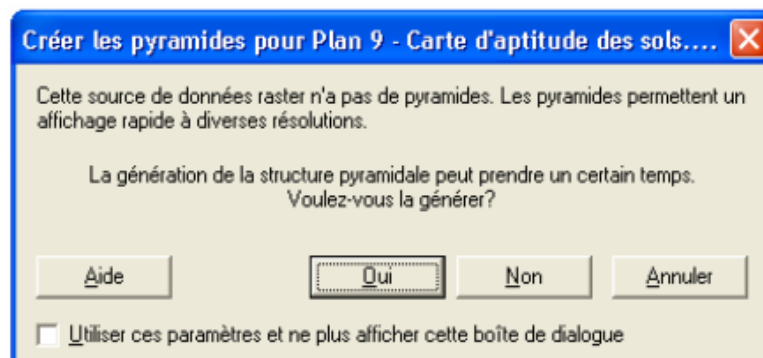 Créer les pyramides pour Plan 9 - Carte d'aptitude des sols....
Cette source de données raster n'a pas de pyramides. Les pyramides permettent un
affichage rapide à diverses résolutions.
La génération de la structure pyramidale peut prendre un certain temps.
Voulez-vous la générer?
Aide Oui Non Annuler
Utiliser ces paramètres et ne plus afficher cette boîte de dialogue